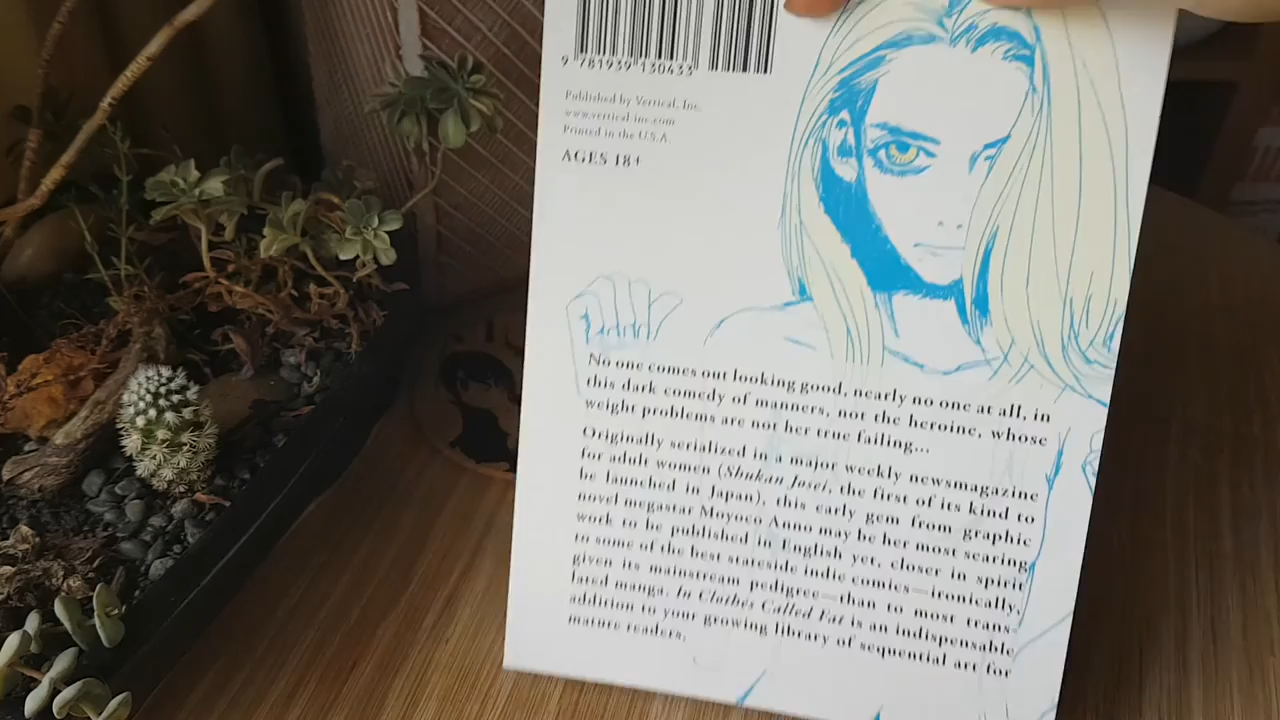 9 781939 130433
Published by Vertical, Inc.
www.vertical-inc.com
Printed in the U.S.A.
AGES 18+
No one comes out looking good, nearly no one at all, in
this dark comedy of manners, not the heroine, whose
weight problems are not her true failing...
Originally serialized in a major weekly newsmagazine
for adult women (Shukan Josei, the first of its kind to
be launched in Japan), this early gem from graphic
novel megastar Moyoco Anno may be her most searing
work to be published in English yet, closer in spirit
to some of the best stateside indie comics—ironically,
given its mainstream pedigree—than to most trans-
lated manga. In Clothes Called Fat is an indispensable
addition to your growing library of sequential art for
mature readers.